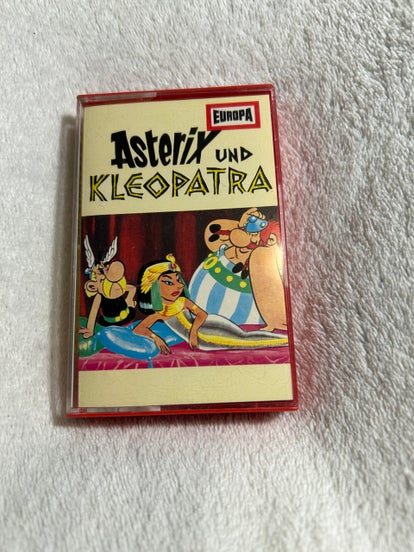 EUROPA
Asterix UND
KLEOPATRA